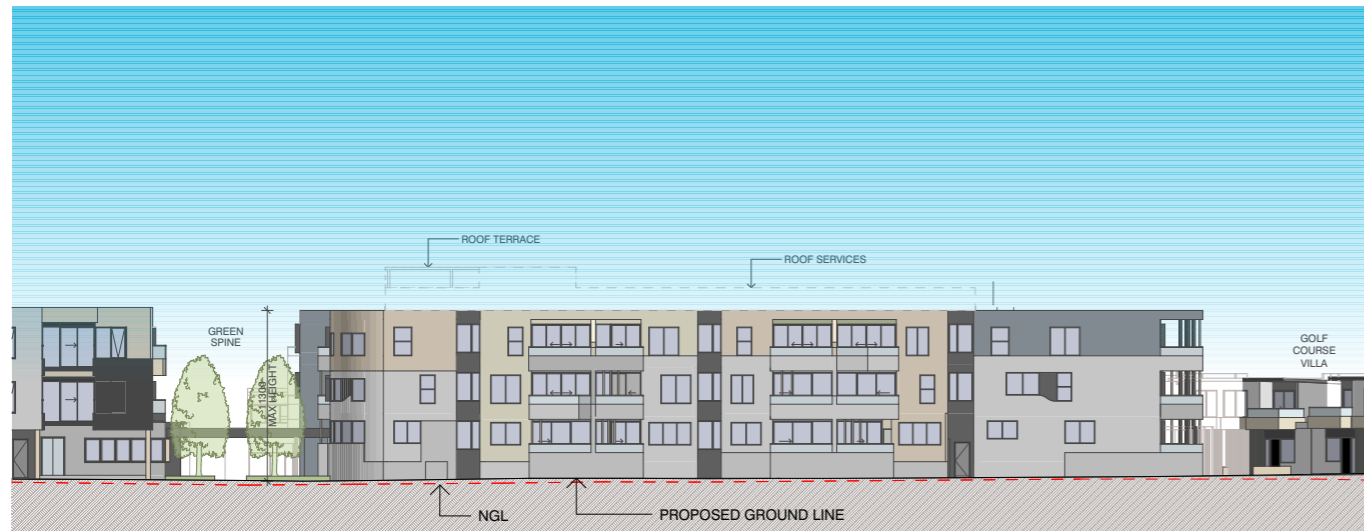 ROOF TERRACE
ROOF SERVICES
GREEN
SPINE
11300
MAX HEIGHT
GOLF
COURSE
VILLA
NGL
PROPOSED GROUND LINE